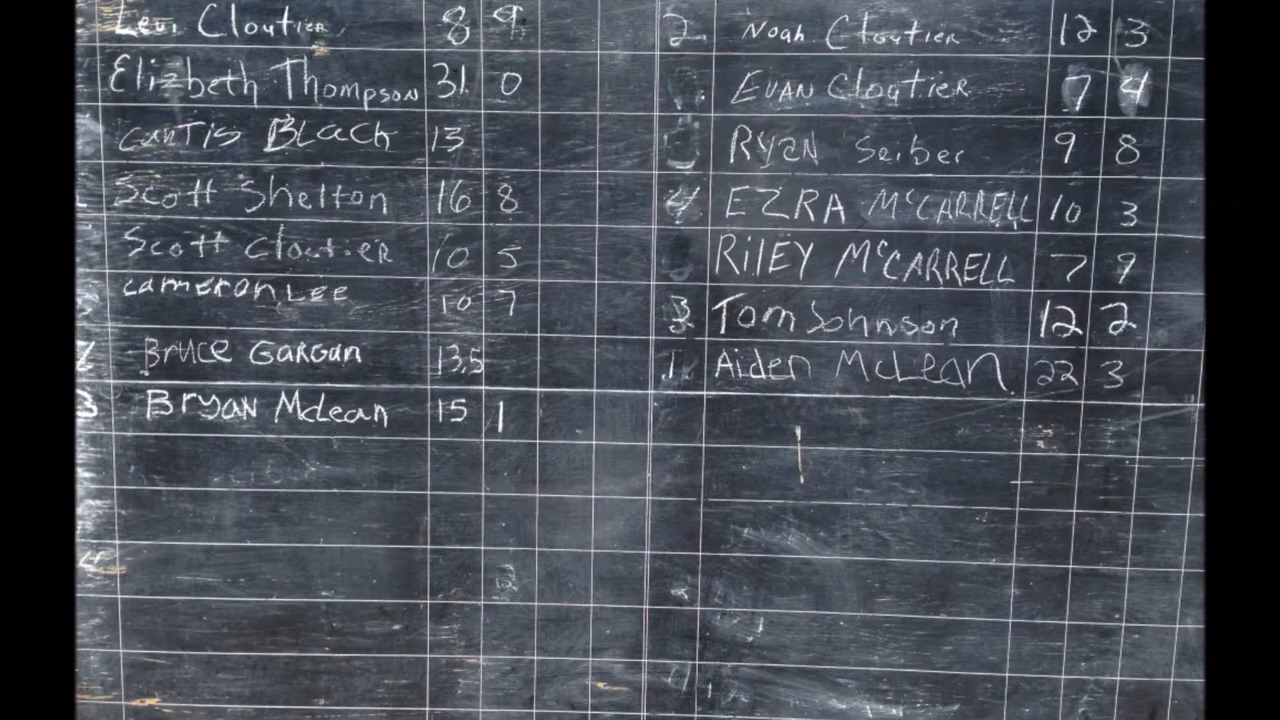 Levi Cloutier 8 9
Elizbeth Thompson 31 0
CURTIS BLACK 13
Scott Shelton 16 8
Scott Cloutier 10 5
cameron Lee 10 7
Bruce Gargan 13.5
3 Bryan McLean 15 1
4
2 Noah Cloutier 12 3
EVAN Cloutier 7 4
RYAN Seiber 9 8
4 EZRA McCARRELL 10 3
RILEY McCARRELL 7 9
3 Tom Johnson 12 2
1 Aiden McLean 22 3